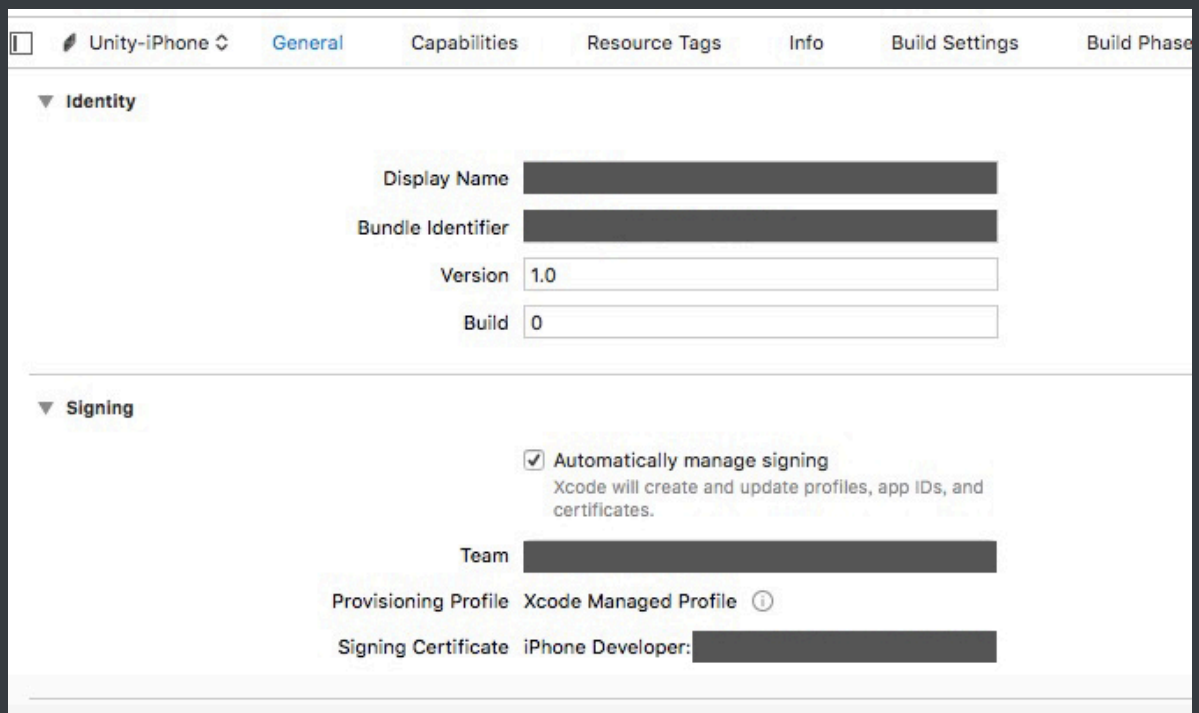 Unity-iPhone General Capabilities Resource Tags Info Build Settings Build Phase
Identity
Display Name
Bundle Identifier
Version 1.0
Build 0
Signing
Automatically manage signing
Xcode will create and update profiles, app IDs, and
certificates.
Team
Provisioning Profile Xcode Managed Profile
Signing Certificate iPhone Developer: